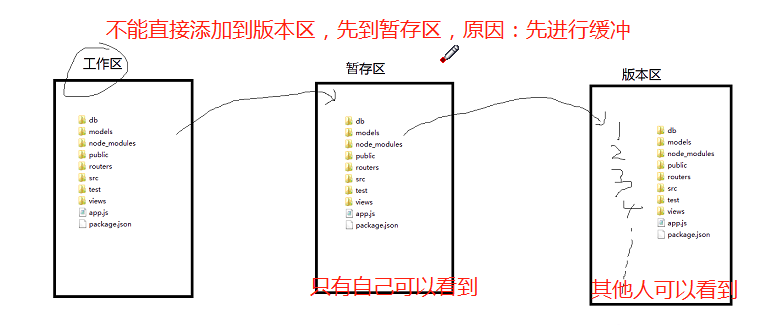 不能直接添加到版本区，先到暂存区，原因：先进行缓冲
工作区
db
models
node_modules
public
routers
src
test
views
app.js
package.json
暂存区
db
models
node_modules
public
routers
src
test
views
app.js
package.json
只有自己可以看到
版本区
1
2
3
4
db
models
node_modules
public
routers
src
test
views
app.js
package.json
其他人可以看到